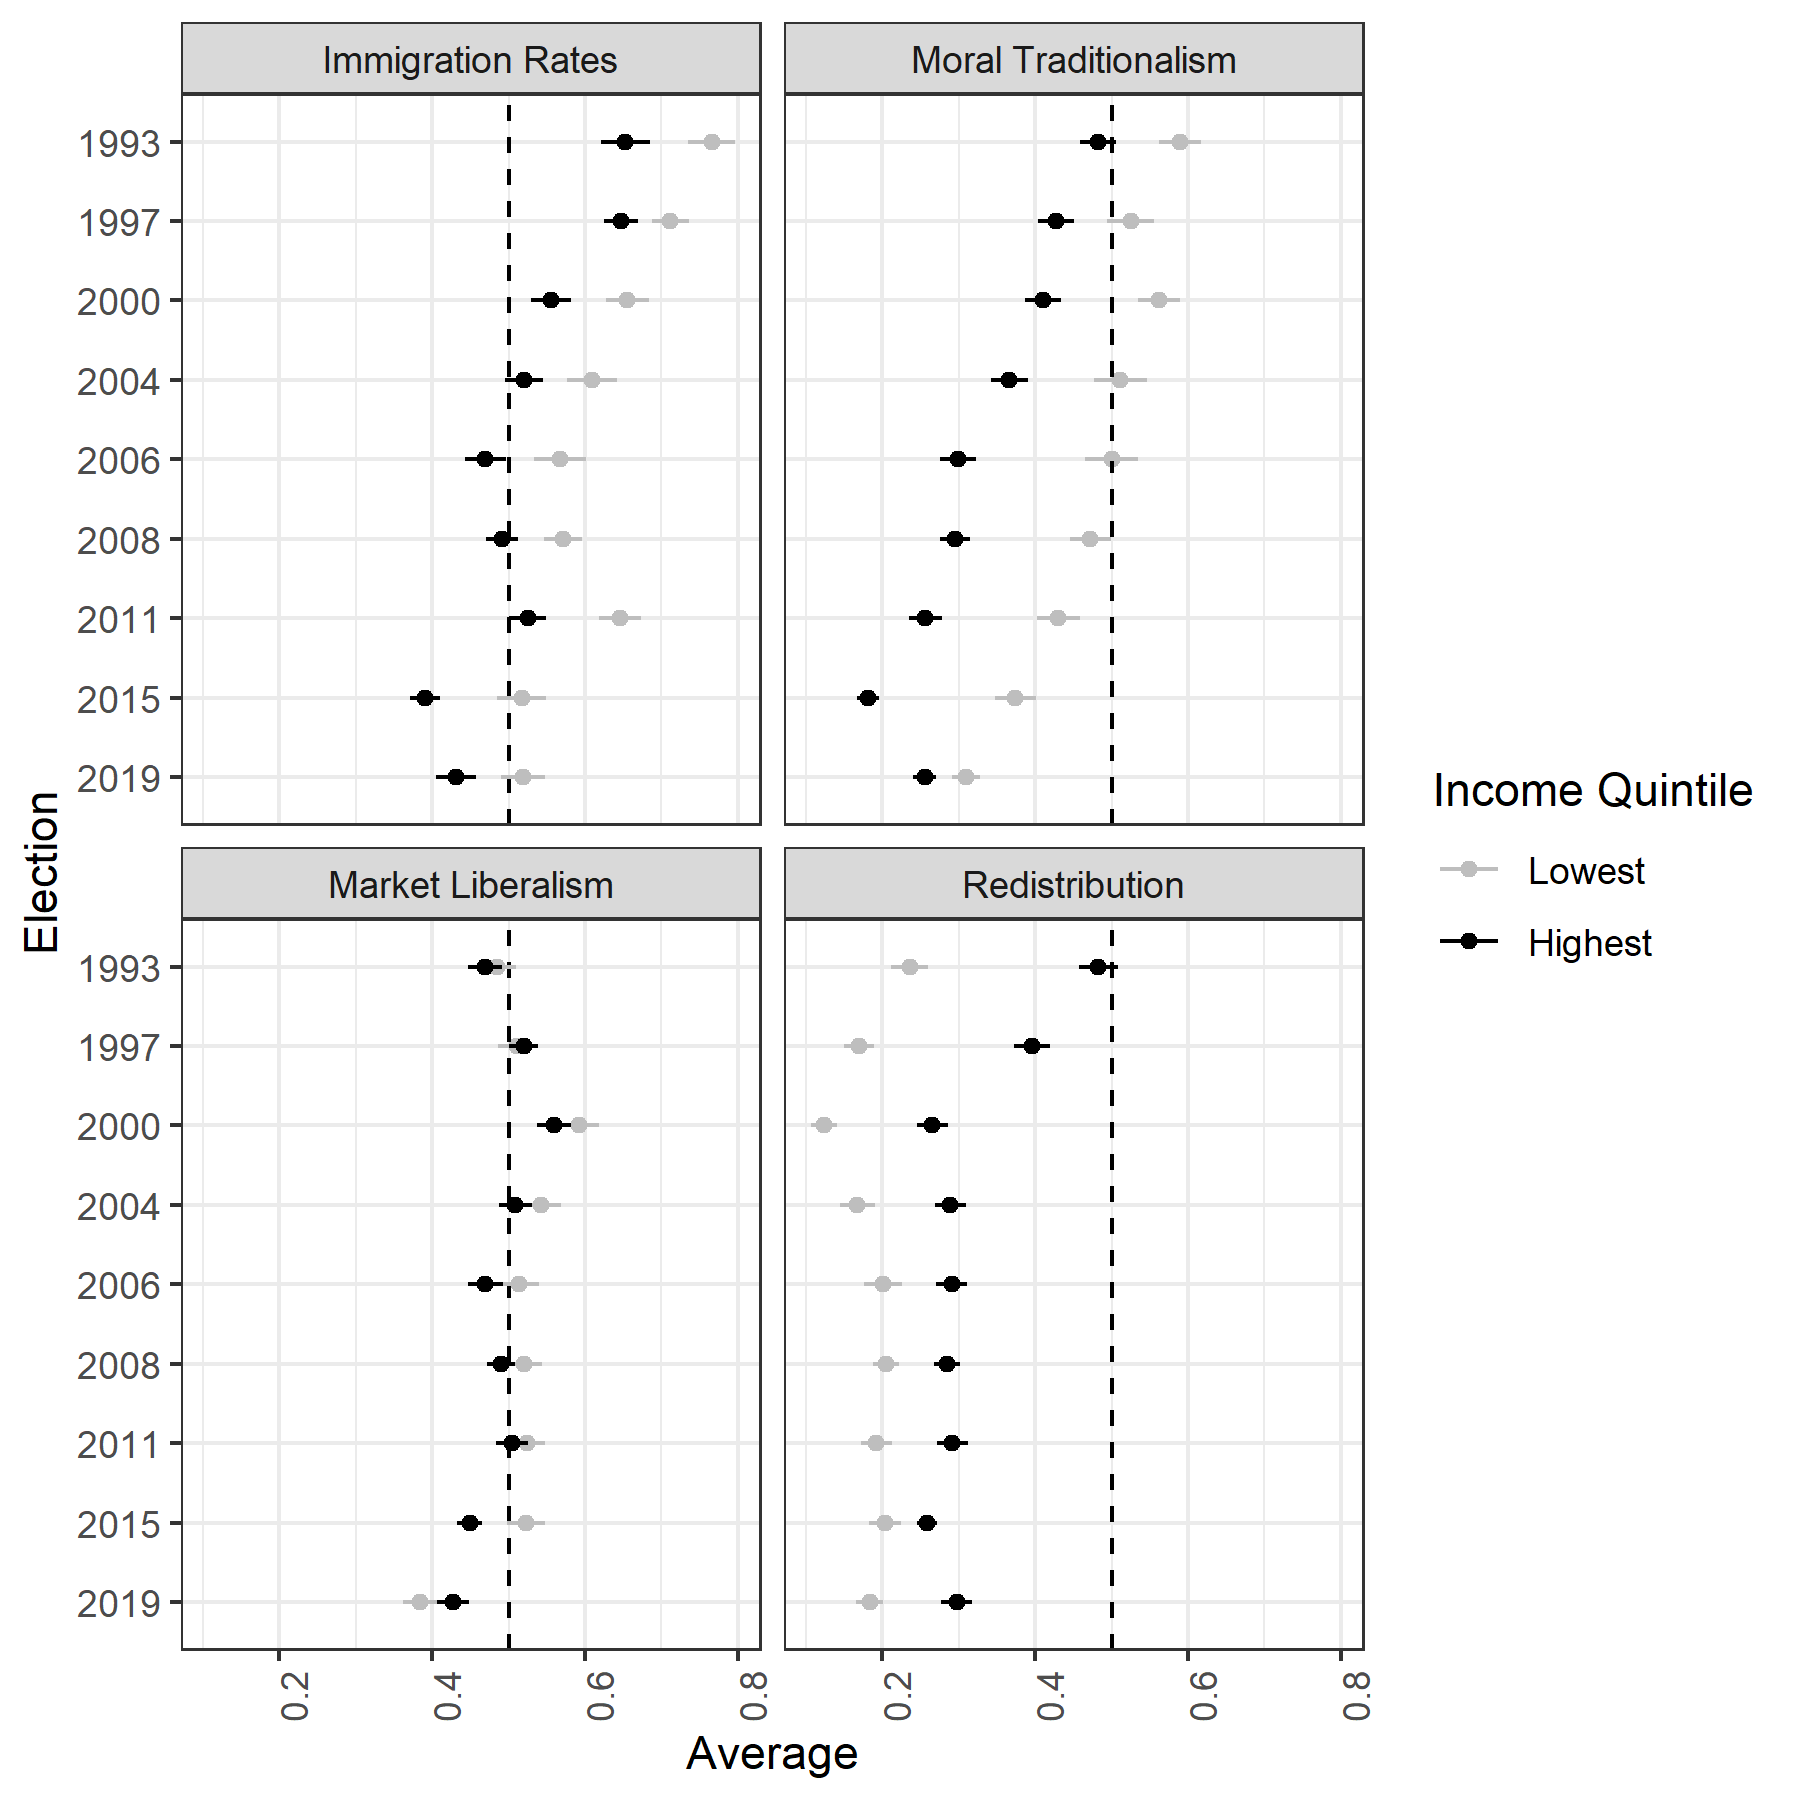 Immigration Rates
Moral Traditionalism
1993
1997
2000
2004
2006
2008
2011
2015
2019
Election
Market Liberalism
Redistribution
1993
1997
2000
2004
2006
2008
2011
2015
2019
0.2
0.4
0.6
0.8
0.2
0.4
0.6
0.8
Average
Income Quintile
Lowest
Highest